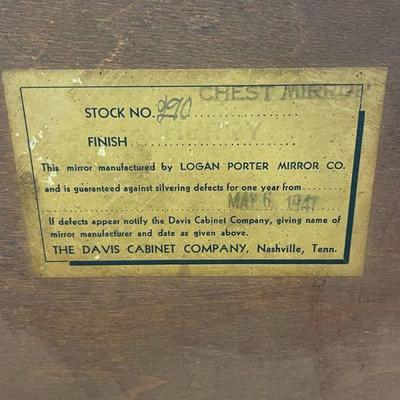 CHEST MIRROR
STOCK NO. 290
FINISH CHERRY
This mirror manufactured by LOGAN PORTER MIRROR CO.
and is guaranteed against silvering defects for one year from
MAY 6 1947
If defects appear notify the Davis Cabinet Company, giving name of
mirror manufacturer and date as given above.
THE DAVIS CABINET COMPANY, Nashville, Tenn.